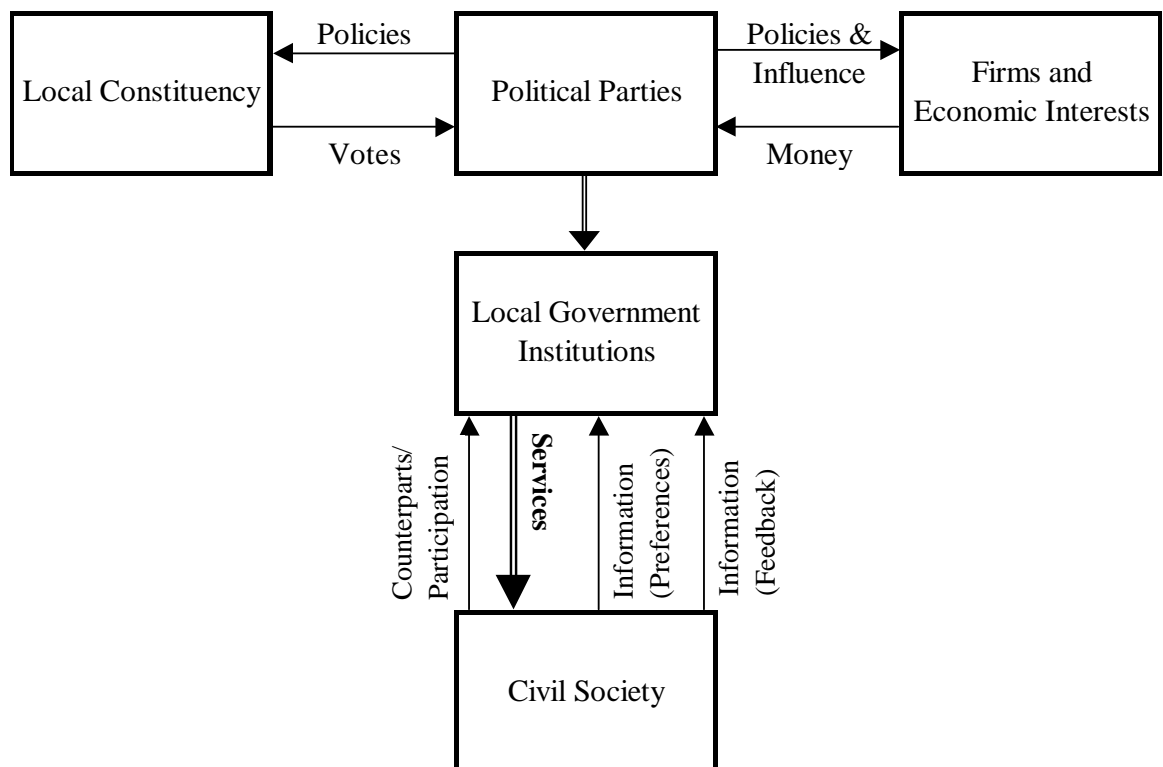 Policies
Policies &
Influence
Local Constituency
Political Parties
Firms and
Economic Interests
Votes
Money
Local Government
Institutions
Counterparts/
Participation
Services
Information
(Preferences)
Information
(Feedback)
Civil Society